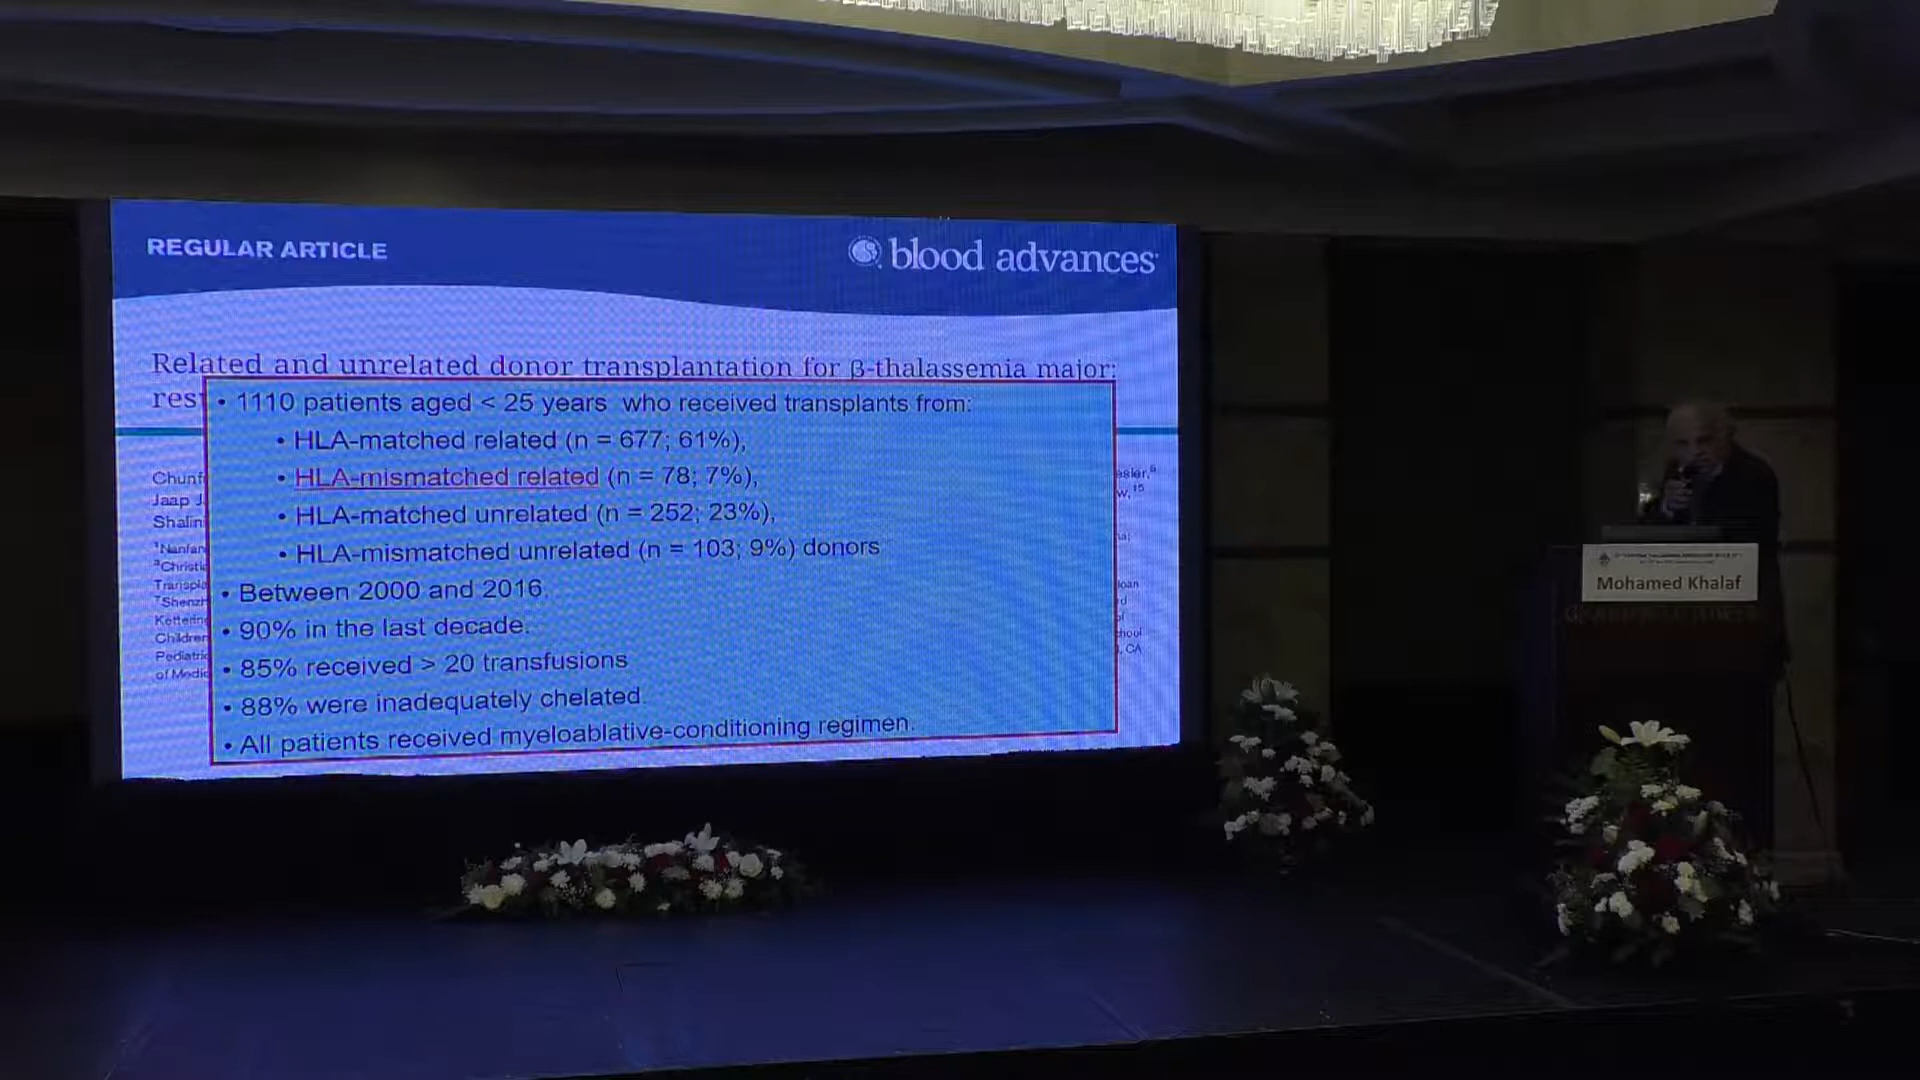 REGULAR ARTICLE
blood advances
Related and unrelated donor transplantation for β-thalassemia major:
• 1110 patients aged < 25 years who received transplants from:
• HLA-matched related (n = 677; 61%),
• HLA-mismatched related (n = 78; 7%),
• HLA-matched unrelated (n = 252; 23%),
• HLA-mismatched unrelated (n = 103; 9%) donors
• Between 2000 and 2016.
• 90% in the last decade.
• 85% received > 20 transfusions
• 88% were inadequately chelated.
• All patients received myeloablative-conditioning regimen.
Jaap J
of Medic
Mohamed Khalaf